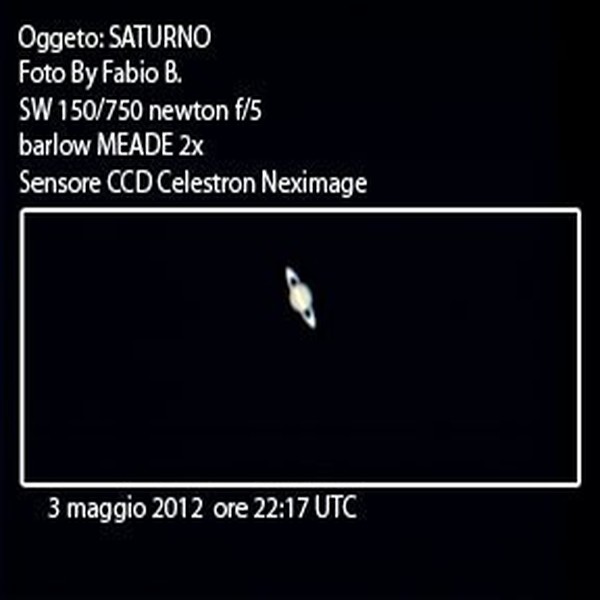 Oggeto: SATURNO
Foto By Fabio B.
SW 150/750 newton f/5
barlow MEADE 2x
Sensore CCD Celestron Neximage
3 maggio 2012 ore 22:17 UTC